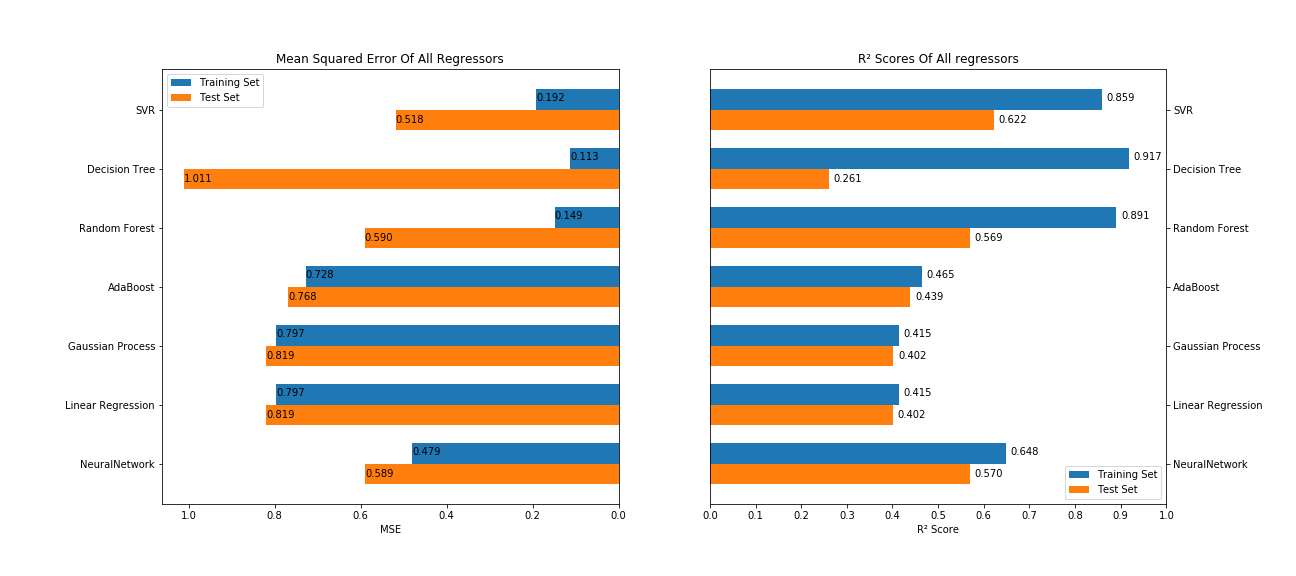 Mean Squared Error Of All Regressors
Training Set
Test Set
SVR
0.192
0.518
Decision Tree
0.113
1.011
Random Forest
0.149
0.590
AdaBoost
0.728
0.768
Gaussian Process
0.797
0.819
Linear Regression
0.797
0.819
NeuralNetwork
0.479
0.589
1.0 0.8 0.6 0.4 0.2 0.0
MSE
R² Scores Of All regressors
0.859
0.622
SVR
0.917
0.261
Decision Tree
0.891
0.569
Random Forest
0.465
0.439
AdaBoost
0.415
0.402
Gaussian Process
0.415
0.402
Linear Regression
0.648
0.570
NeuralNetwork
Training Set
Test Set
0.0 0.1 0.2 0.3 0.4 0.5 0.6 0.7 0.8 0.9 1.0
R² Score